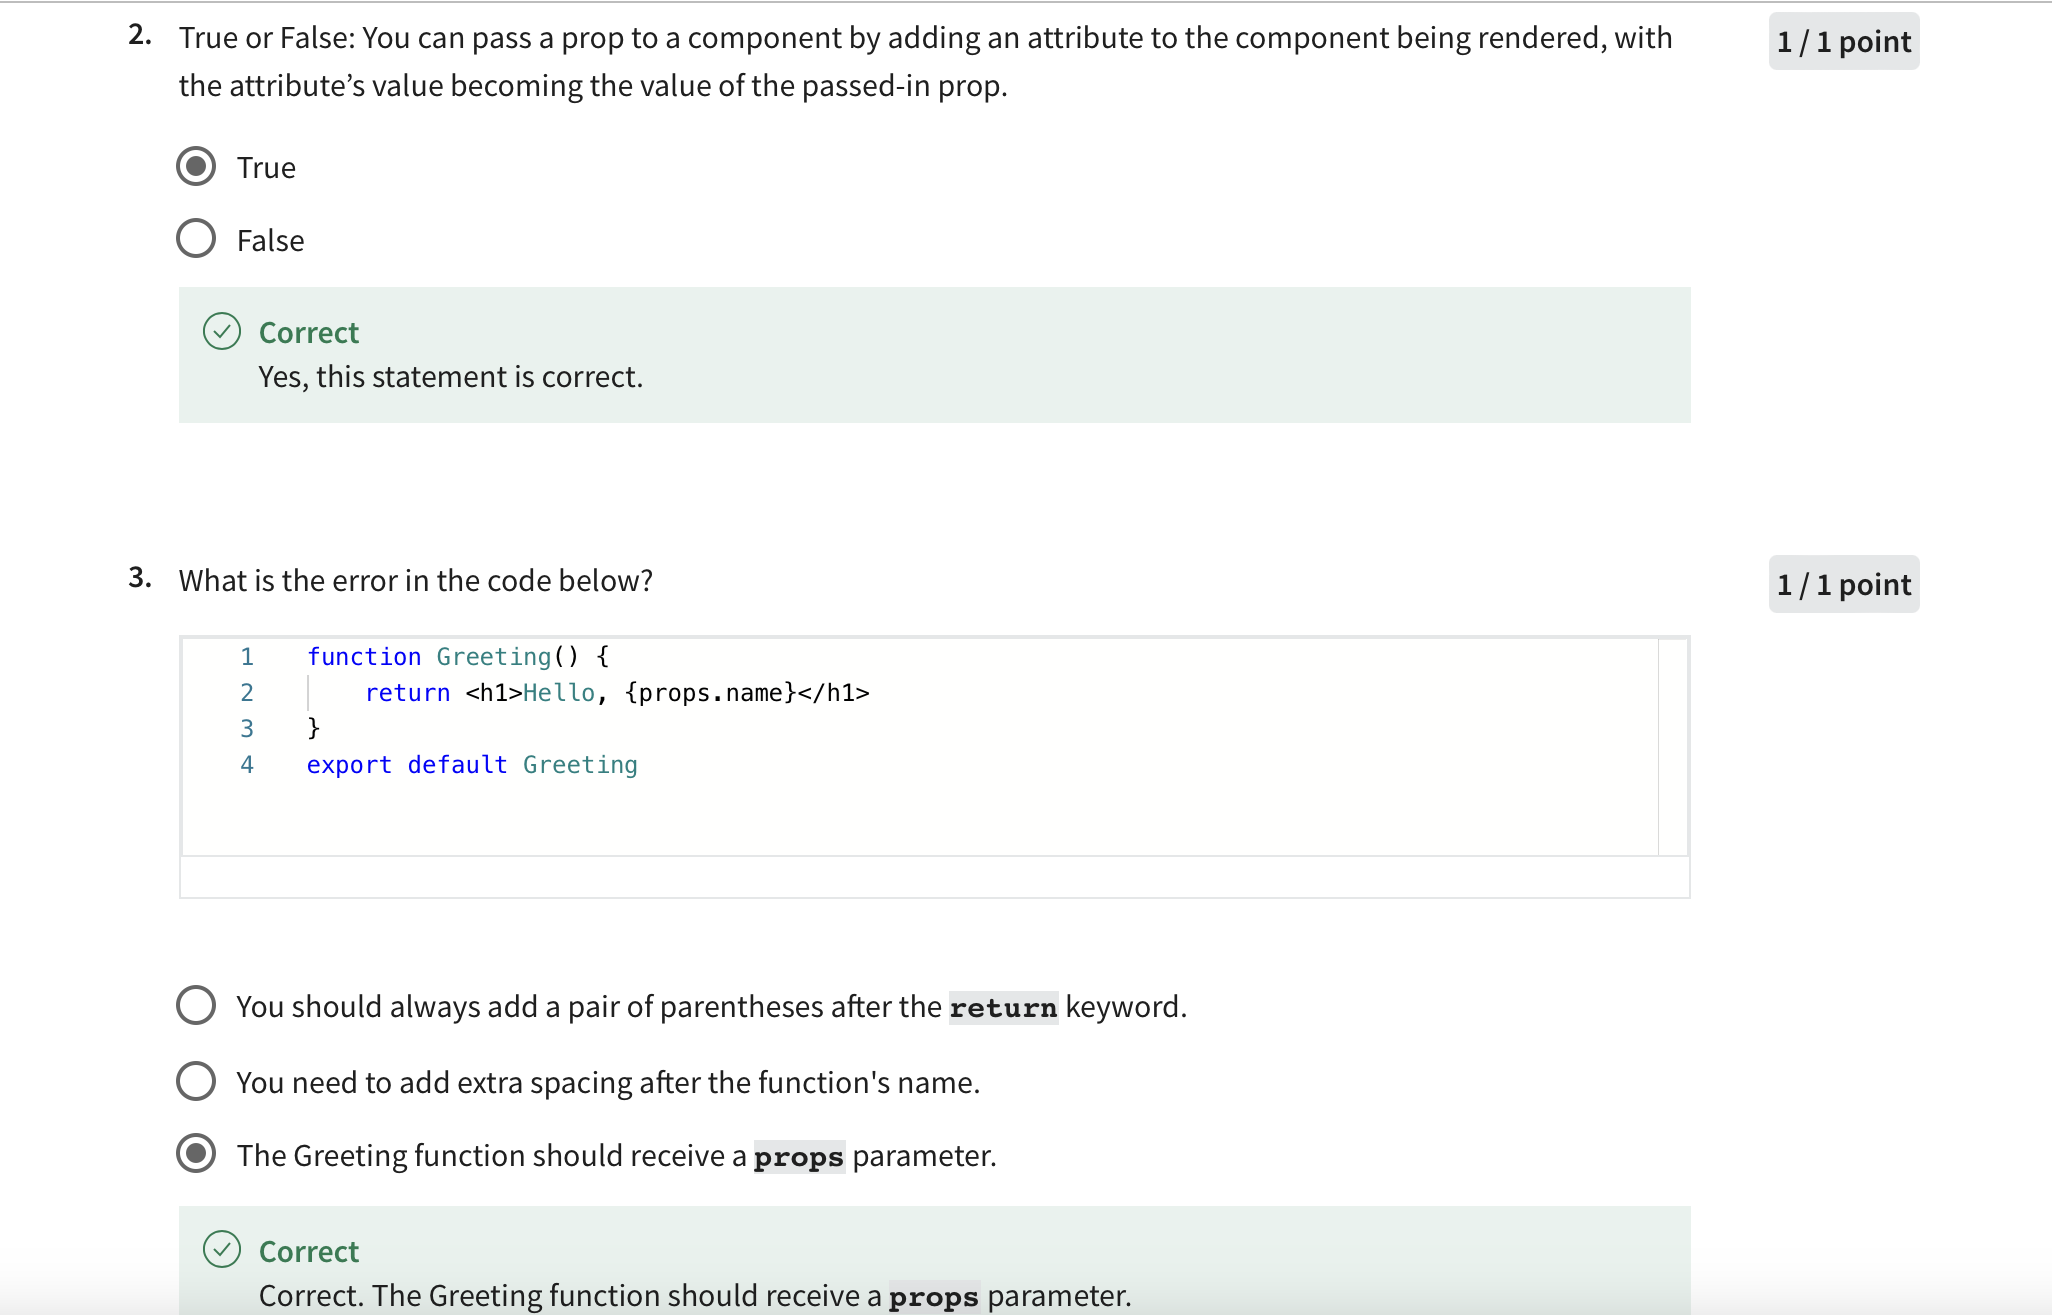 2. True or False: You can pass a prop to a component by adding an attribute to the component being rendered, with
the attribute’s value becoming the value of the passed-in prop.
1 / 1 point
True
False
Correct
Yes, this statement is correct.
3. What is the error in the code below?
1 / 1 point
1 function Greeting() {
2     return <h1>Hello, {props.name}</h1>
3 }
4 export default Greeting
You should always add a pair of parentheses after the return keyword.
You need to add extra spacing after the function's name.
The Greeting function should receive a props parameter.
Correct
Correct. The Greeting function should receive a props parameter.